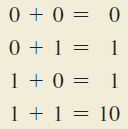 0 + 0 = 0
0 + 1 = 1
1 + 0 = 1
1 + 1 = 10